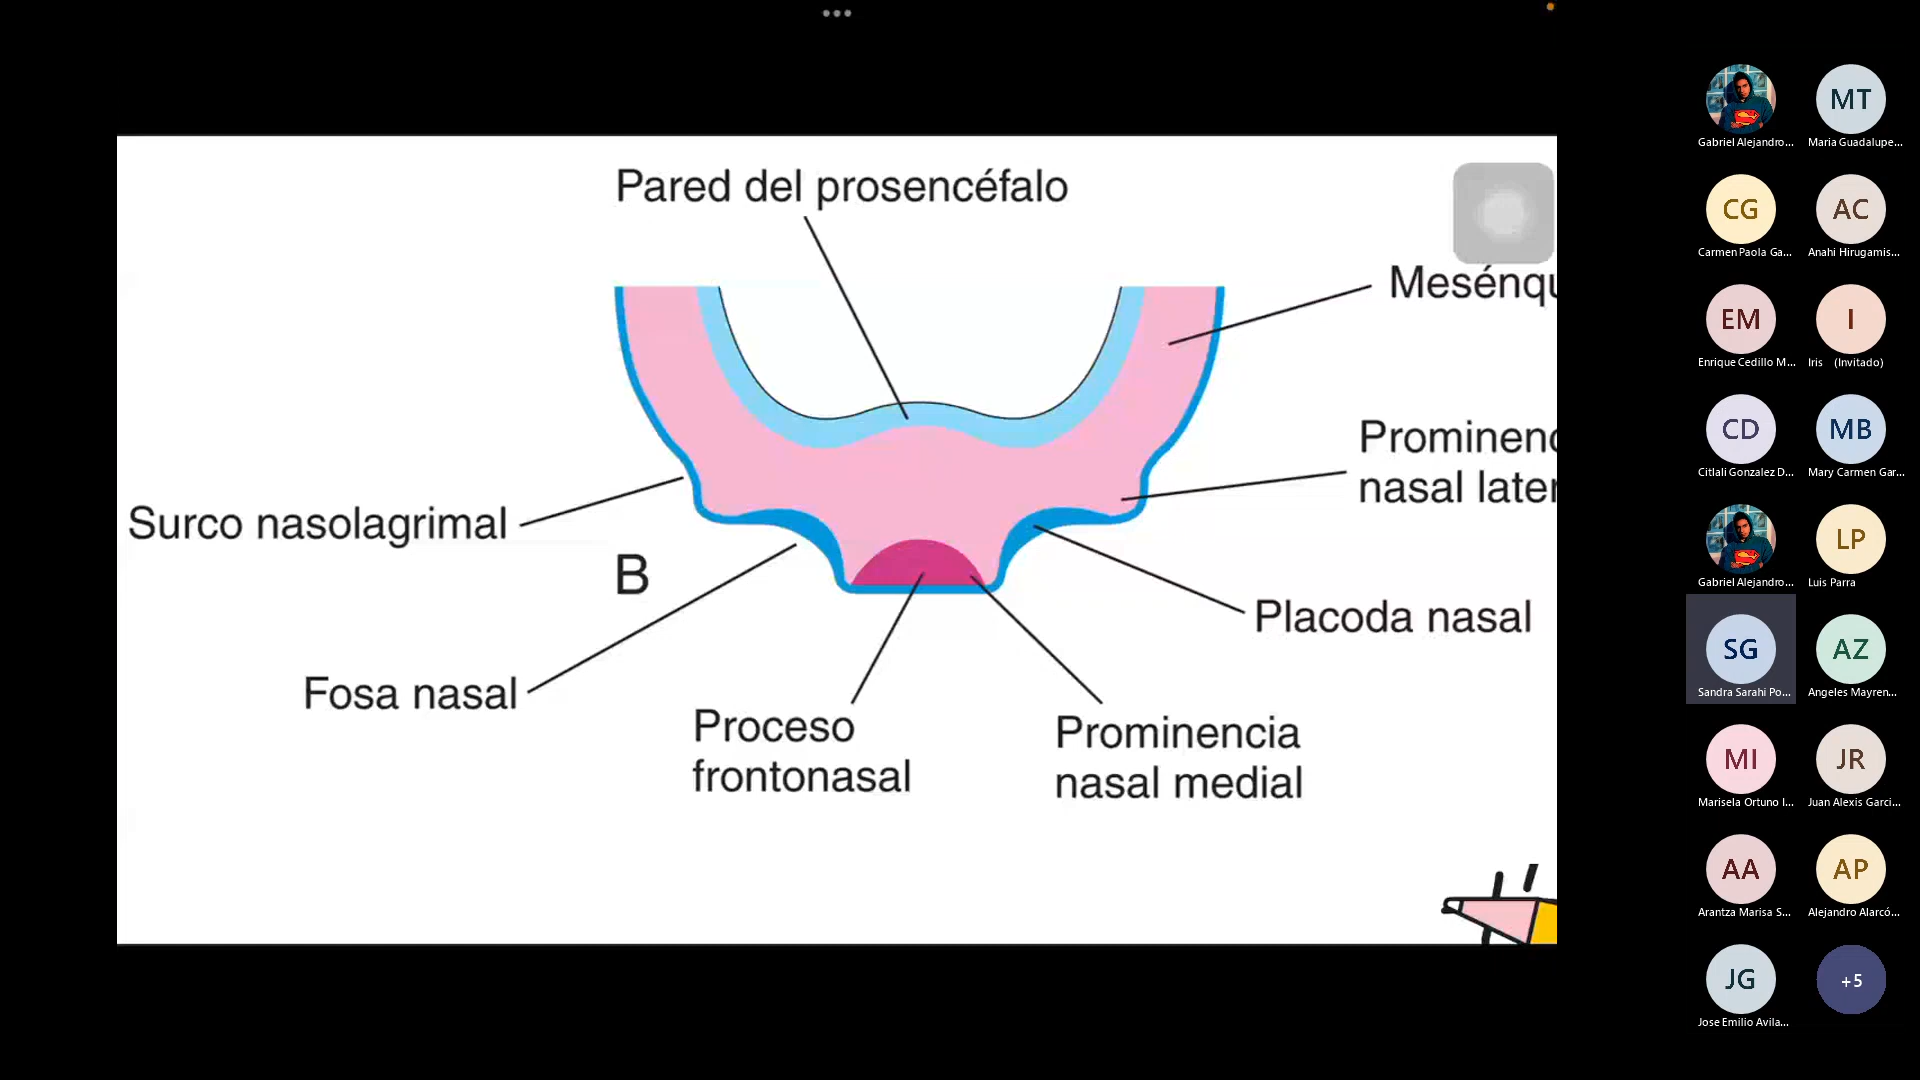 Pared del prosencéfalo
Mesénqu
Prominenc
nasal later
Surco nasolagrimal
B
Placoda nasal
Fosa nasal
Proceso
frontonasal
Prominencia
nasal medial
Gabriel Alejandro...
MT
Maria Guadalupe...
CG
Carmen Paola Ga...
AC
Anahi Hirugamis...
EM
Enrique Cedillo M...
I
Iris (Invitado)
CD
Citlali Gonzalez D...
MB
Mary Carmen Gar...
Gabriel Alejandro...
LP
Luis Parra
SG
Sandra Sarahi Po...
AZ
Angeles Mayren...
MI
Marisela Ortuno I...
JR
Juan Alexis Garci...
AA
Arantza Marisa S...
AP
Alejandro Alarcó...
JG
Jose Emilio Avila...
+5